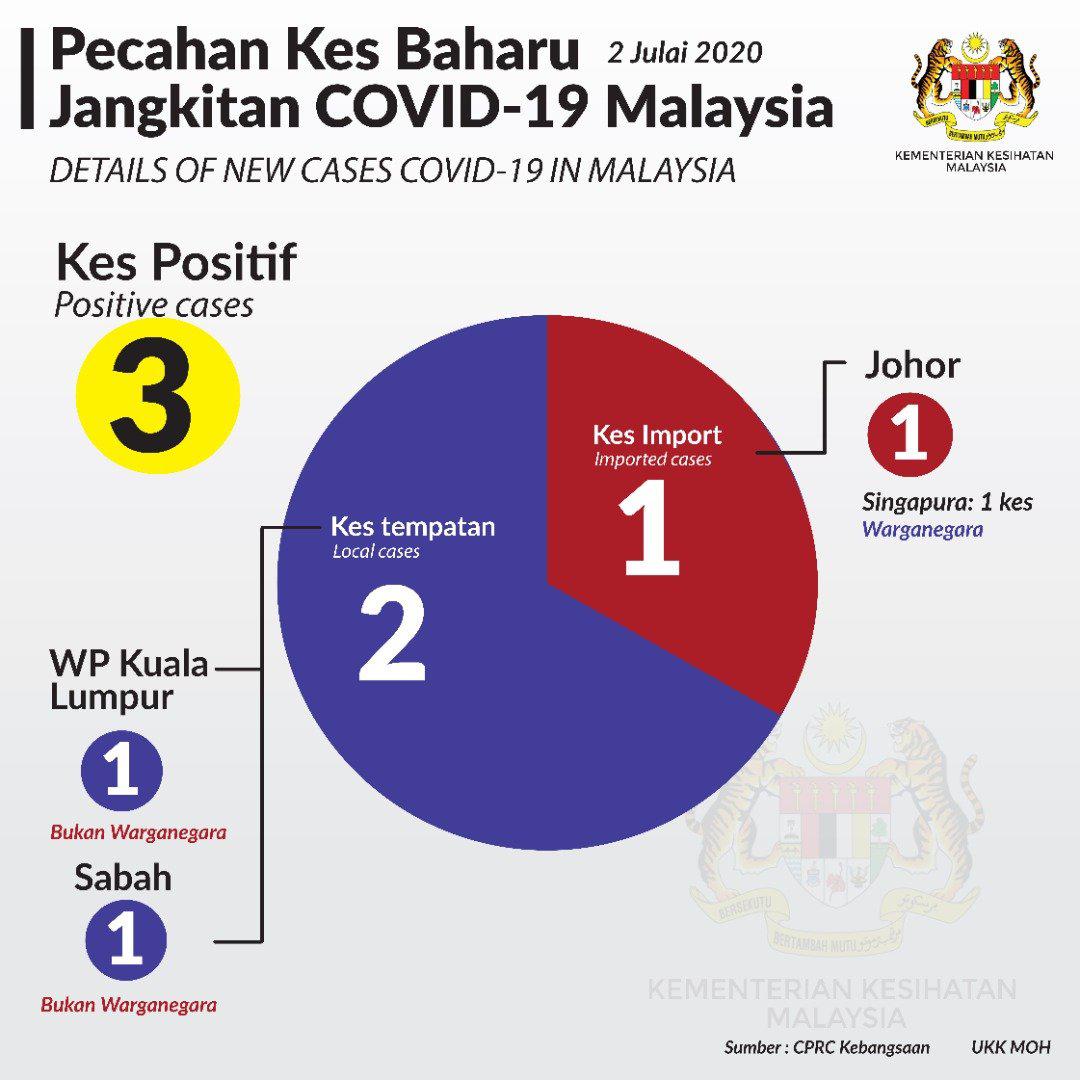 Pecahan Kes Baharu 2 Julai 2020
Jangkitan COVID-19 Malaysia
DETAILS OF NEW CASES COVID-19 IN MALAYSIA
KEMENTERIAN KESIHATAN
MALAYSIA
Kes Positif
Positive cases
3
Kes Import
Imported cases
1
Johor
1
Singapura: 1 kes
Warganegara
Kes tempatan
Local cases
2
WP Kuala
Lumpur
1
Bukan Warganegara
Sabah
1
Bukan Warganegara
BERSEKUTU
BERTAMBAH MUTU
KEMENTERIAN KESIHATAN
MALAYSIA
Sumber : CPRC Kebangsaan UKK MOH